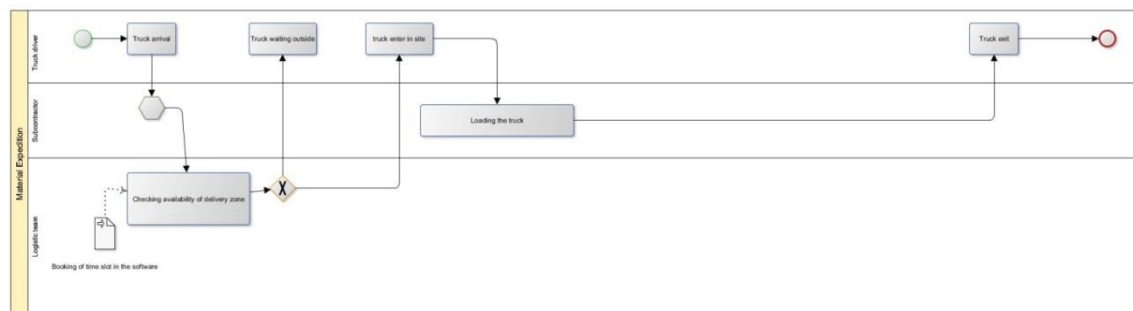 Material Expedition
Truck driver
Truck arrival
Truck waiting outside
truck enter in site
Truck exit
Subcontractor
Loading the truck
Logistic team
Checking availability of delivery zone
X
Booking of time slot in the software